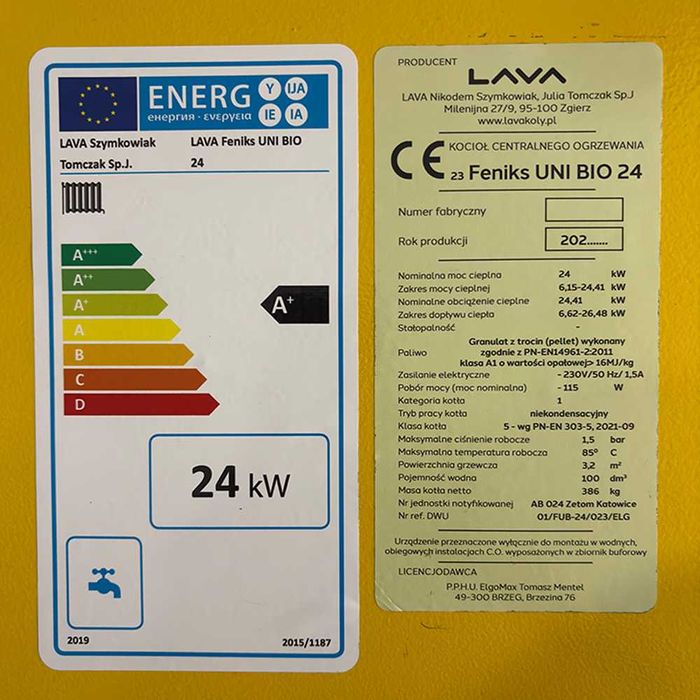 ENERG
енергия · ενεργεια
Y IJA
IE IA
LAVA Szymkowiak
Tomczak Sp.J.
LAVA Feniks UNI BIO
24
A+++
A++
A+
A
B
C
D
A+
24 kW
2019
2015/1187
PRODUCENT
LAVA
LAVA Nikodem Szymkowiak, Julia Tomczak Sp.J
Milenijna 27/9, 95-100 Zgierz
www.lavakoly.pl
CE
KOCIOŁ CENTRALNEGO OGRZEWANIA
23 Feniks UNI BIO 24
Numer fabryczny
Rok produkcji 202.......
Nominalna moc cieplna 24 kW
Zakres mocy cieplnej 6,15-24,41 kW
Nominalne obciążenie cieplne 24,41 kW
Zakres dopływu ciepła 6,62-26,48 kW
Stałopalność -
Paliwo Granulat z trocin (pellet) wykonany
zgodnie z PN-EN14961-2:2011
klasa A1 o wartości opałowej> 16MJ/kg
Zasilanie elektryczne - 230V/50 Hz/ 1,5A
Pobór mocy (moc nominalna) - 115 W
Kategoria kotła 1
Tryb pracy kotła niekondensacyjny
Klasa kotła 5 - wg PN-EN 303-5, 2021-09
Maksymalne ciśnienie robocze 1,5 bar
Maksymalna temperatura robocza 85º C
Powierzchnia grzewcza 3,2 m²
Pojemność wodna 100 dm³
Masa kotła netto 386 kg
Nr jednostki notyfikowanej AB 024 Zetom Katowice
Nr ref. DWU 01/FUB-24/023/ELG
Urządzenie przeznaczone wyłącznie do montażu w wodnych,
obiegowych instalacjach C.O. wyposażonych w zbiornik buforowy
LICENCJODAWCA
P.P.H.U. ElgoMax Tomasz Mentel
49-300 BRZEG, Brzezina 76